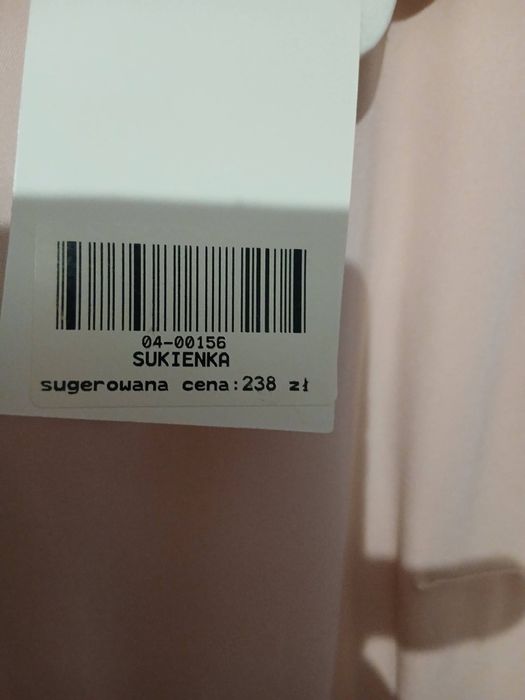 04-00156
SUKIENKA
sugerowana cena:238 zł